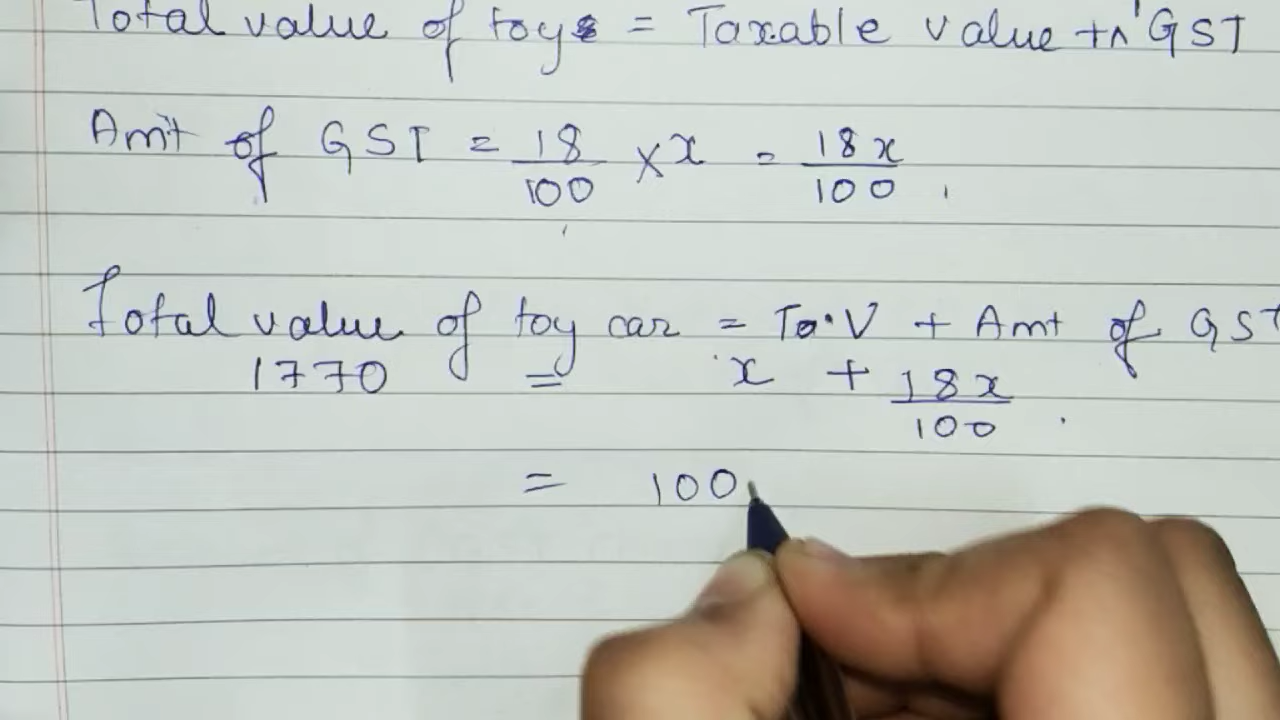 Total value of toys = Taxable value + GST
Amt of GST = 18/100 × x = 18x/100
Total value of toy car = Ta.V + Amt of GST
1770 = x + 18x/100
= 100